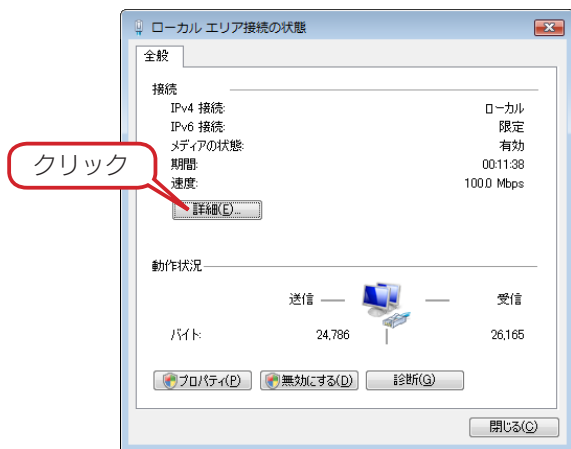 ローカル エリア接続の状態
全般
接続
IPv4 接続: ローカル
IPv6 接続: 限定
メディアの状態: 有効
期間: 00:11:38
速度: 100.0 Mbps
クリック
詳細(E)...
動作状況
送信 受信
バイト: 24,786 26,165
プロパティ(P) 無効にする(D) 診断(G)
閉じる(C)